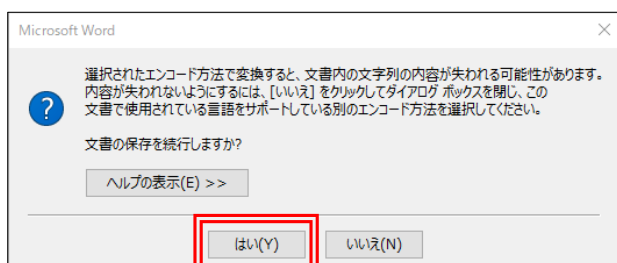 Microsoft Word
選択されたエンコード方法で変換すると、文書内の文字列の内容が失われる可能性があります。
内容が失われないようにするには、[いいえ] をクリックしてダイアログ ボックスを閉じ、この
文書で使用されている言語をサポートしている別のエンコード方法を選択してください。
文書の保存を続行しますか?
ヘルプの表示(E) >>
はい(Y)
いいえ(N)